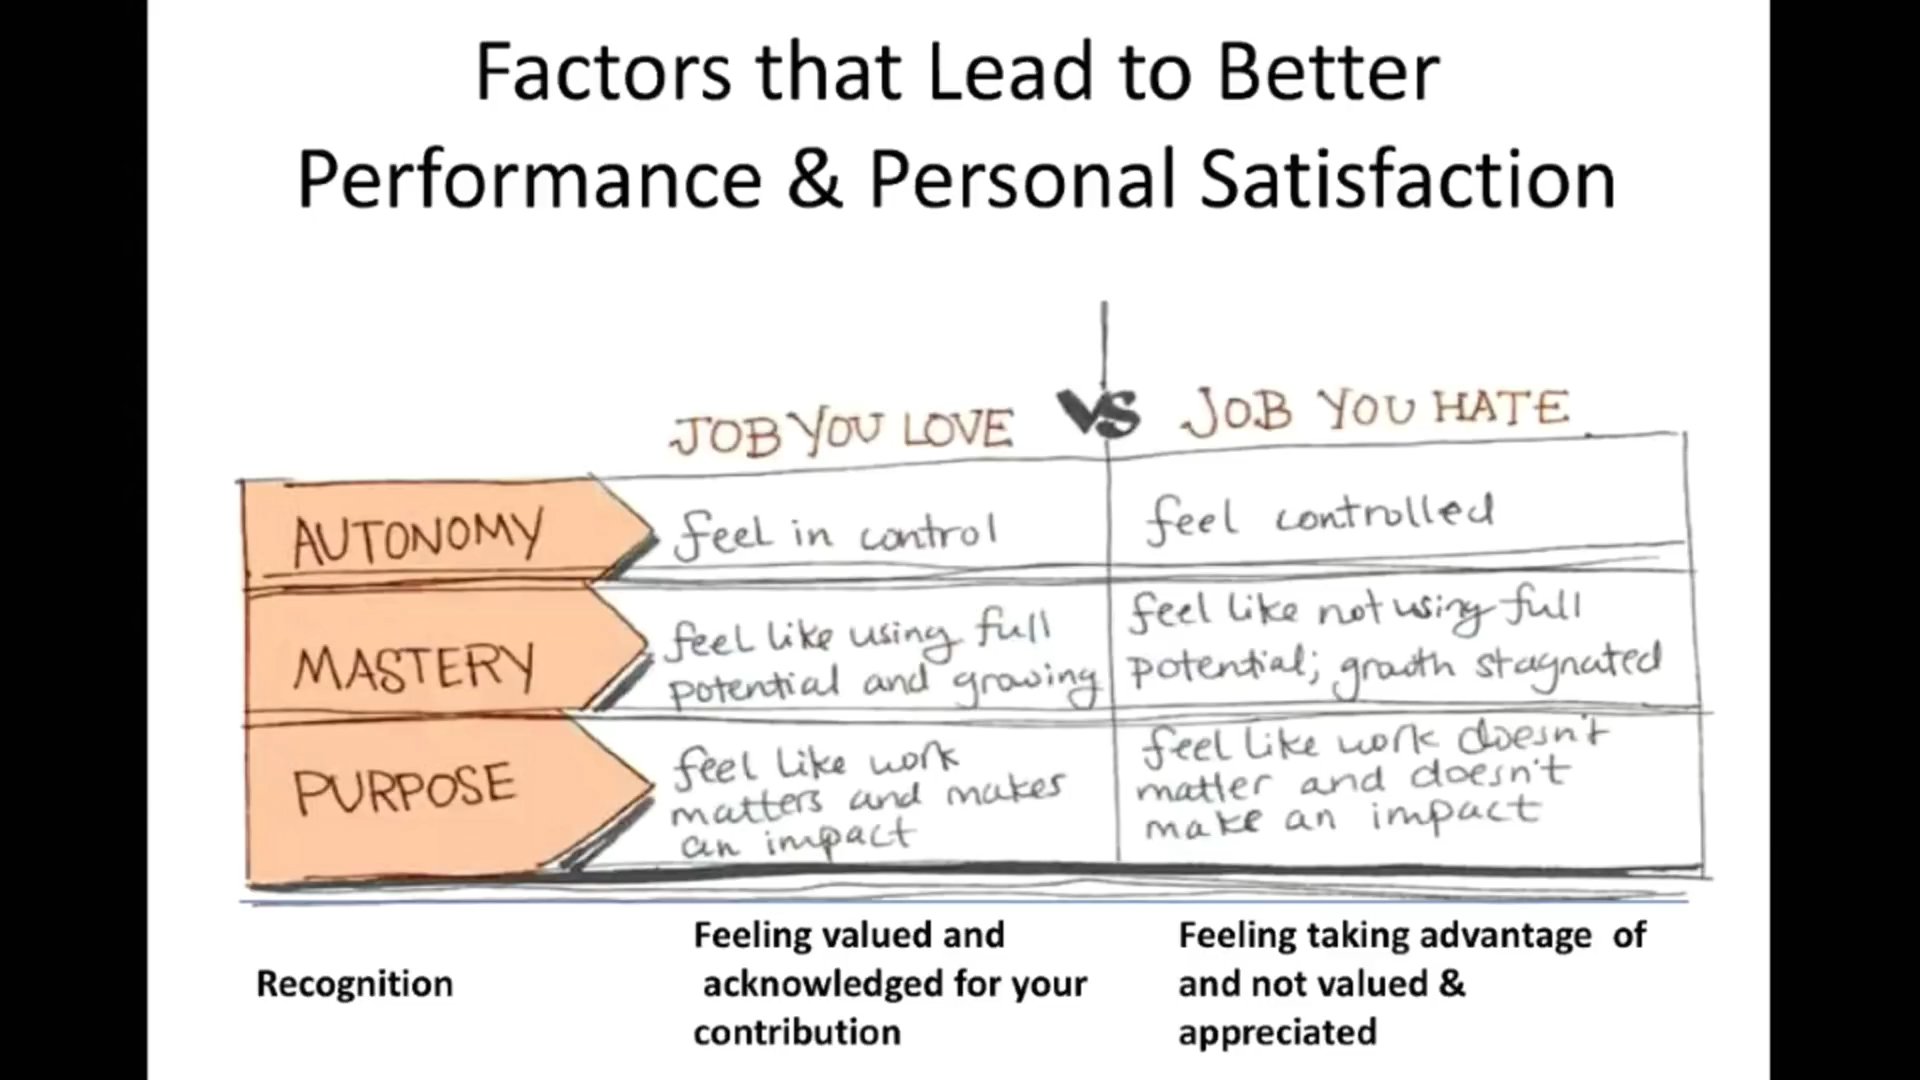 Factors that Lead to Better
Performance & Personal Satisfaction
JOB YOU LOVE VS JOB YOU HATE
AUTONOMY
feel in control
feel controlled
MASTERY
feel like using full
potential and growing
feel like not using full
potential; growth stagnated
PURPOSE
feel like work
matters and makes
an impact
feel like work doesn't
matter and doesn't
make an impact
Recognition
Feeling valued and
acknowledged for your
contribution
Feeling taking advantage of
and not valued &
appreciated